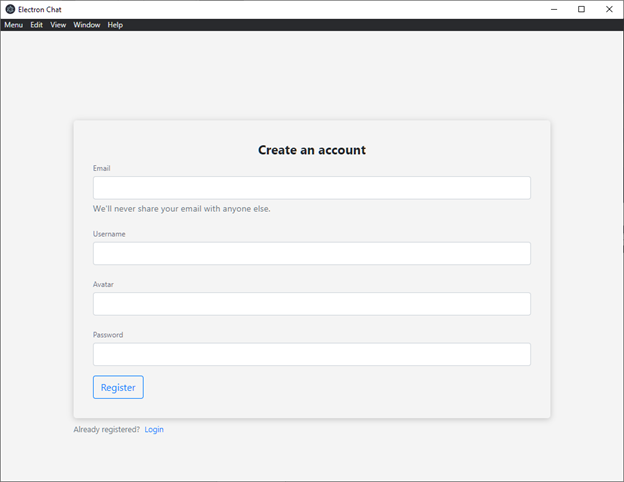 Electron Chat
Menu Edit View Window Help
Create an account
Email
We'll never share your email with anyone else.
Username
Avatar
Password
Register
Already registered? Login